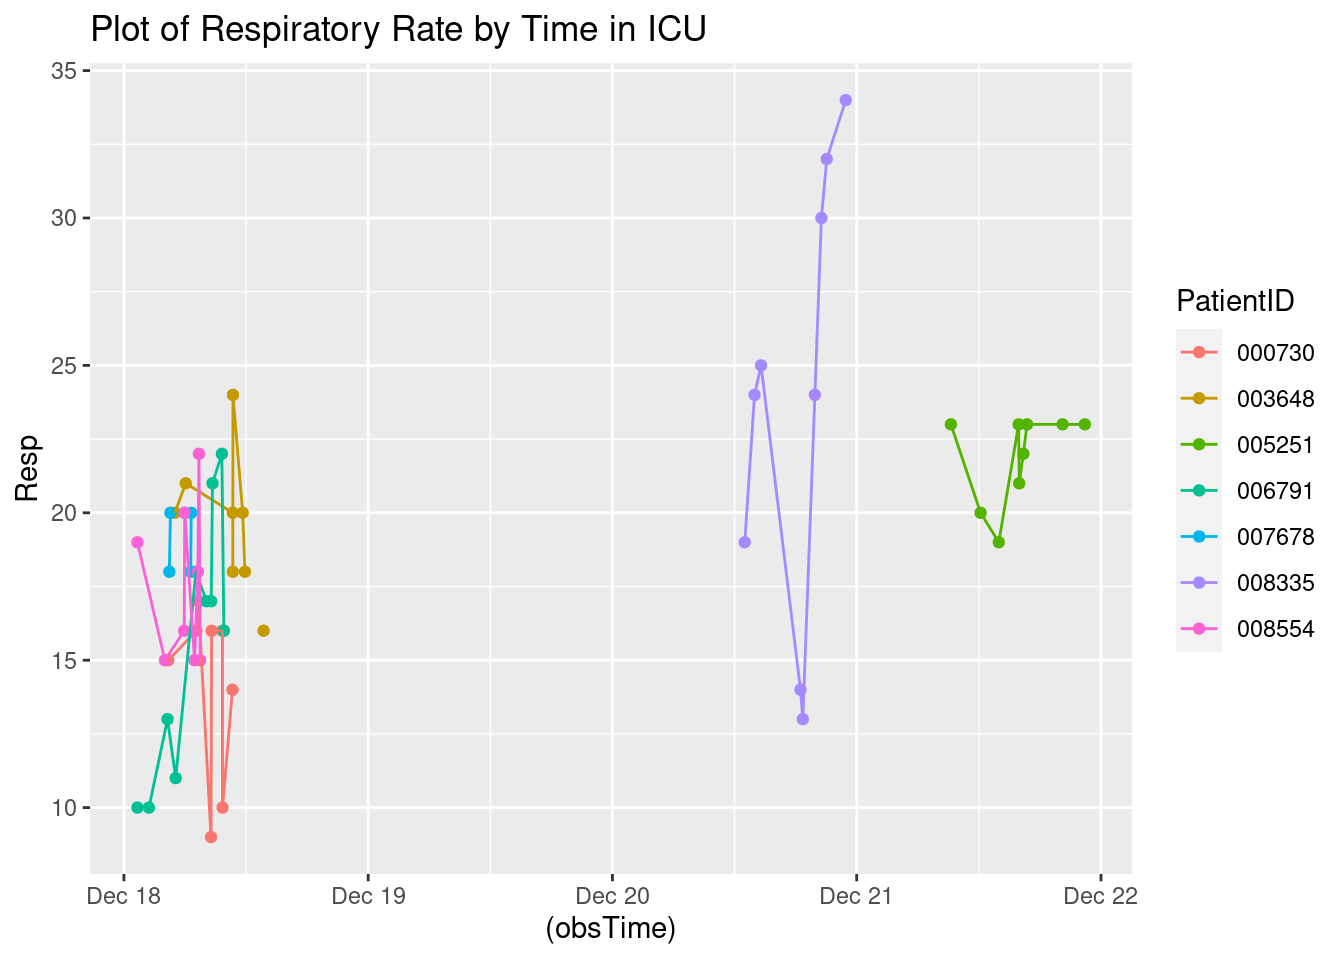 Plot of Respiratory Rate by Time in ICU
35
30
25
20
15
10
Resp
Dec 18
Dec 19
Dec 20
Dec 21
Dec 22
(obsTime)
PatientID
000730
003648
005251
006791
007678
008335
008554